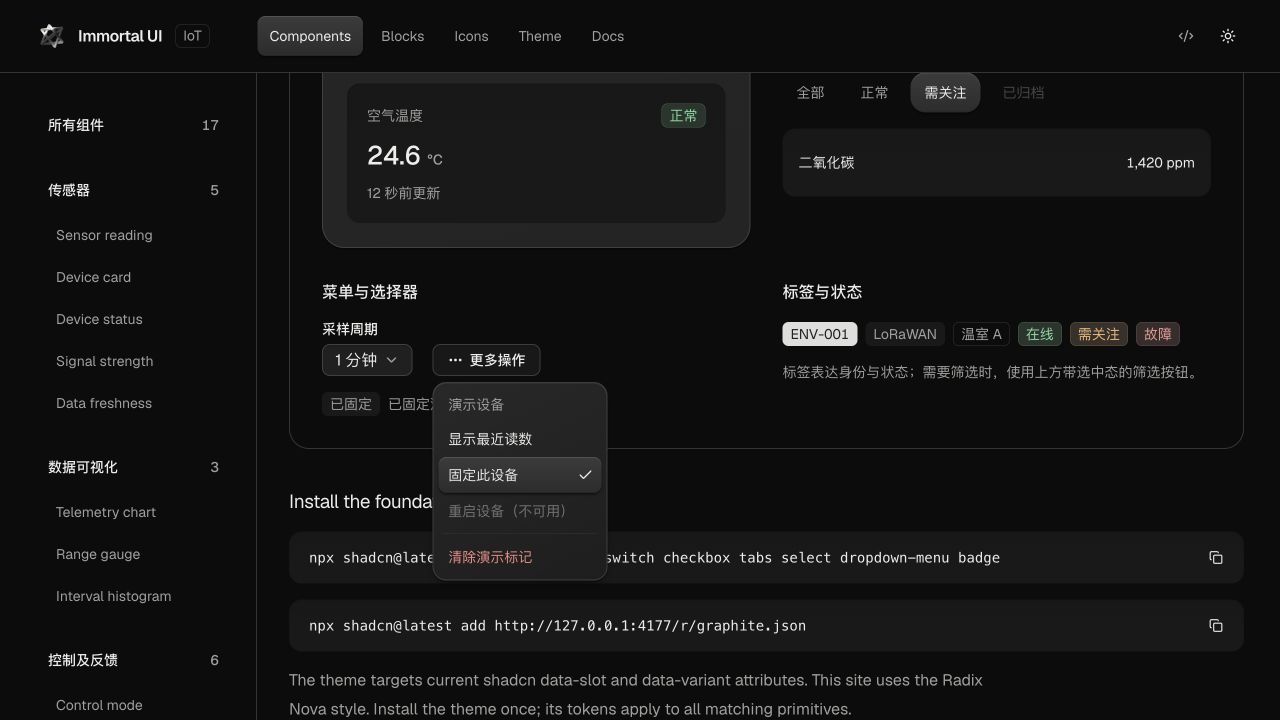 Immortal UI
IoT
Components
Blocks
Icons
Theme
Docs
所有组件 17
传感器 5
Sensor reading
Device card
Device status
Signal strength
Data freshness
数据可视化 3
Telemetry chart
Range gauge
Interval histogram
控制及反馈 6
Control mode
空气温度
正常
24.6 °C
12 秒前更新
全部
正常
需关注
已归档
二氧化碳
1,420 ppm
菜单与选择器
采样周期
1 分钟
更多操作
已固定
已固定
演示设备
显示最近读数
固定此设备
重启设备（不可用）
清除演示标记
标签与状态
ENV-001
LoRaWAN
温室 A
在线
需关注
故障
标签表达身份与状态；需要筛选时，使用上方带选中态的筛选按钮。
Install the founda
npx shadcn@late switch checkbox tabs select dropdown-menu badge
npx shadcn@latest add http://127.0.0.1:4177/r/graphite.json
The theme targets current shadcn data-slot and data-variant attributes. This site uses the Radix
Nova style. Install the theme once; its tokens apply to all matching primitives.